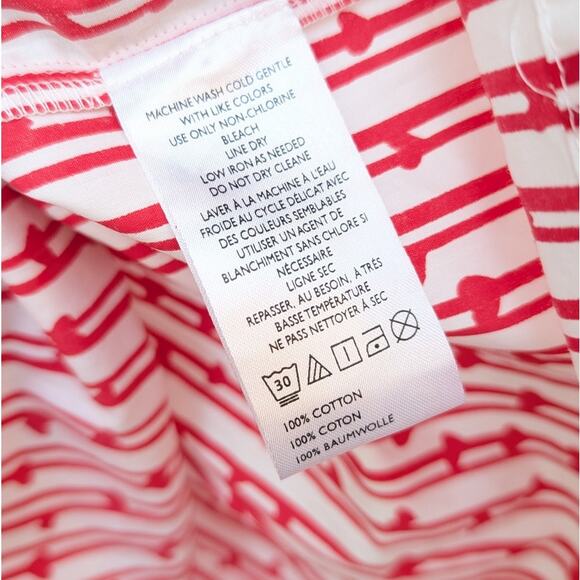 MACHINE WASH COLD GENTLE
WITH LIKE COLORS
USE ONLY NON-CHLORINE
BLEACH
LINE DRY
LOW IRON AS NEEDED
DO NOT DRY CLEANE
LAVER À LA MACHINE À L'EAU
FROIDE AU CYCLE DÉLICAT AVEC
DES COULEURS SEMBLABLES
UTILISER UN AGENT DE
BLANCHIMENT SANS CHLORE SI
NÉCESSAIRE
LIGNE SEC
REPASSER, AU BESOIN, À TRÈS
BASSE TEMPÉRATURE
NE PAS NETTOYER À SEC
30
100% COTTON
100% COTON
100% BAUMWOLLE